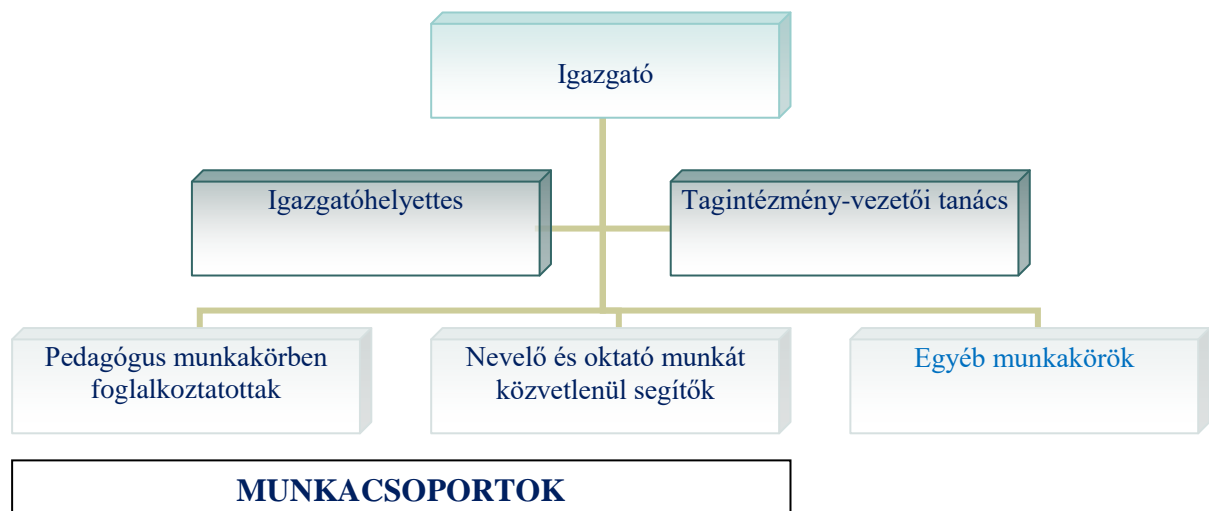 Igazgató
Igazgatóhelyettes
Tagintézmény-vezetői tanács
Pedagógus munkakörben
foglalkoztatottak
Nevelő és oktató munkát
közvetlenül segítők
Egyéb munkakörök
MUNKACSOPORTOK